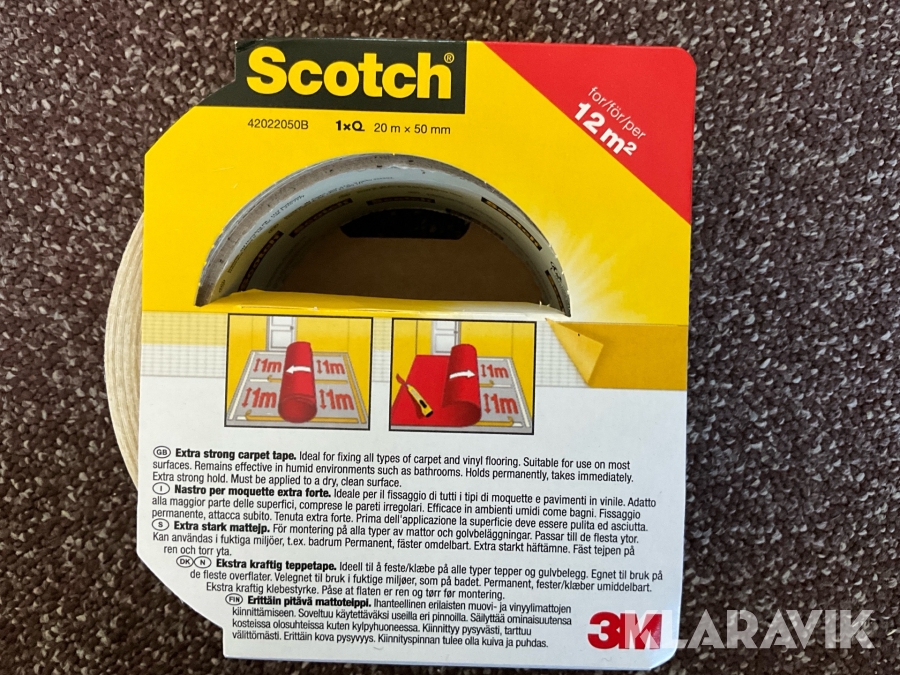 Scotch®
42022050B 1xQ 20 m × 50 mm
for/för/per
12 m²
1m 1m
1m 1m
1m
1m
GB Extra strong carpet tape. Ideal for fixing all types of carpet and vinyl flooring. Suitable for use on most
surfaces. Remains effective in humid environments such as bathrooms. Holds permanently, takes immediately.
Extra strong hold. Must be applied to a dry, clean surface.
I Nastro per moquette extra forte. Ideale per il fissaggio di tutti i tipi di moquette e pavimenti in vinile. Adatto
alla maggior parte delle superfici, comprese le pareti irregolari. Efficace in ambienti umidi come bagni. Fissaggio
permanente, attacca subito. Tenuta extra forte. Prima dell'applicazione la superficie deve essere pulita ed asciutta.
S Extra stark mattejp. För montering på alla typer av mattor och golvbeläggningar. Passar till de flesta ytor.
Kan användas i fuktiga miljöer, t.ex. badrum Permanent, fäster omdelbart. Extra starkt häftämne. Fäst tejpen på
ren och torr yta.
DK N Ekstra kraftig teppetape. Ideell til å feste/klæbe på alle typer tepper og gulvbelegg. Egnet til bruk på
de fleste overflater. Velegnet til bruk i fuktige miljøer, som på badet. Permanent, fester/klæber umiddelbart.
Ekstra kraftig klebestyrke. Påse at flaten er ren og tørr før montering.
FIN Erittäin pitävä mattoteippi. Ihanteellinen erilaisten muovi- ja vinyylimattojen
kiinnittämiseen. Soveltuu käytettäväksi useilla eri pinnoilla. Säilyttää ominaisuutensa
kosteissa olosuhteissa kuten kylpyhuoneessa. Kiinnittyy pysyvästi, tarttuu
välittömästi. Erittäin kova pysyvyys. Kiinnityspinnan tulee olla kuiva ja puhdas.
3M
MLARAVIK